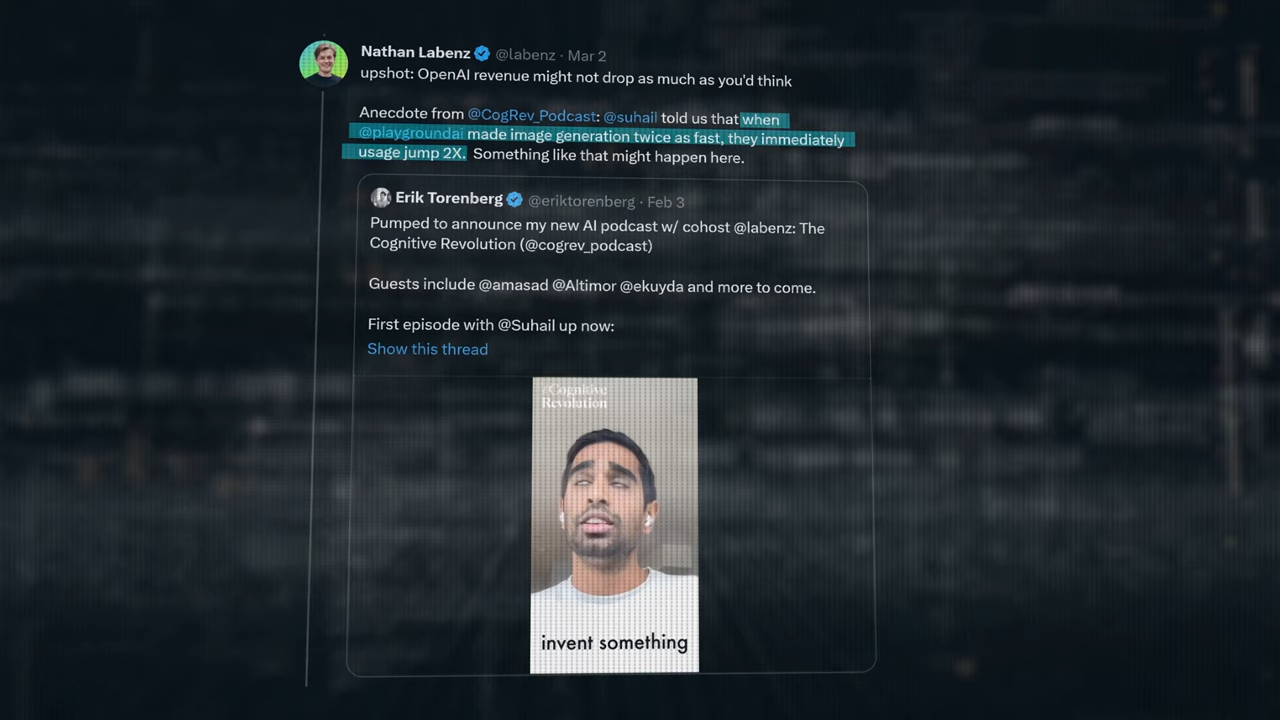 Nathan Labenz @labenz · Mar 2
upshot: OpenAI revenue might not drop as much as you'd think
Anecdote from @CogRev_Podcast: @suhail told us that when
@playgroundai made image generation twice as fast, they immediately
usage jump 2X. Something like that might happen here.
Erik Torenberg @eriktorenberg · Feb 3
Pumped to announce my new AI podcast w/ cohost @labenz: The
Cognitive Revolution (@cogrev_podcast)
Guests include @amasad @Altimor @ekuyda and more to come.
First episode with @Suhail up now:
Show this thread
Cognitive
Revolution
invent something